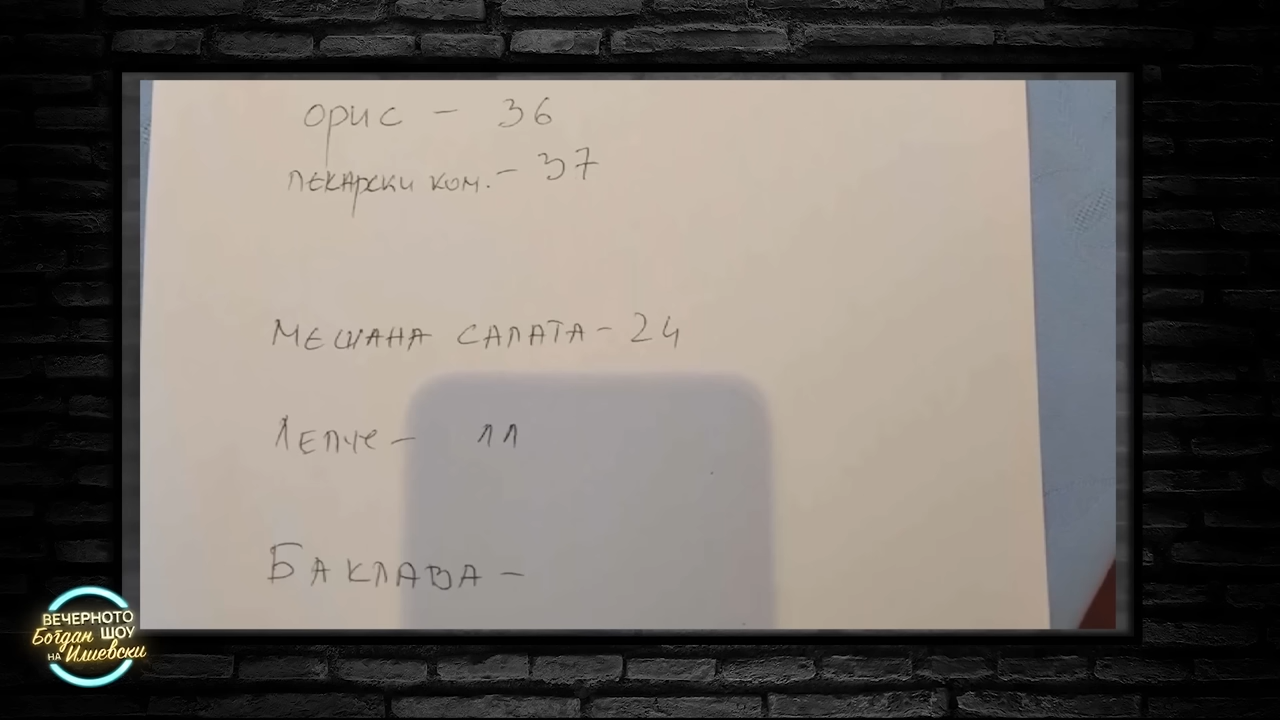 орис - 36
пекарски ком. - 37
МЕШАНА САЛАТА - 24
Лепче - 11
БАКЛАВА -
ВЕЧЕРНОТО
Богдан ШОУ
НА Илиевски